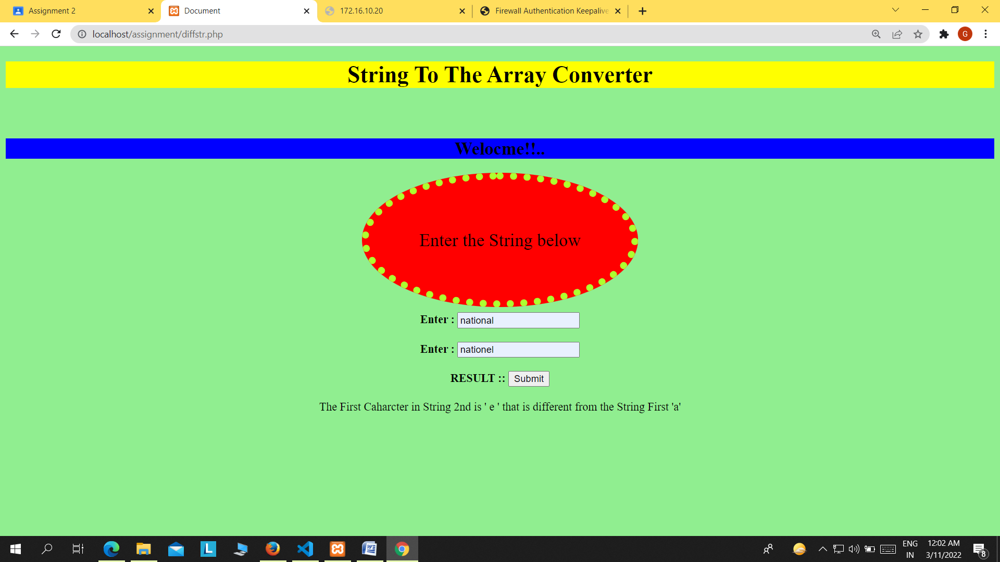 Assignment 2
Document
172.16.10.20
Firewall Authentication Keepalive
localhost/assignment/diffstr.php
G
String To The Array Converter
Welocme!!..
Enter the String below
Enter : national
Enter : nationel
RESULT :: Submit
The First Caharcter in String 2nd is ' e ' that is different from the String First 'a'
L
W
ENG
IN
12:02 AM
3/11/2022
8